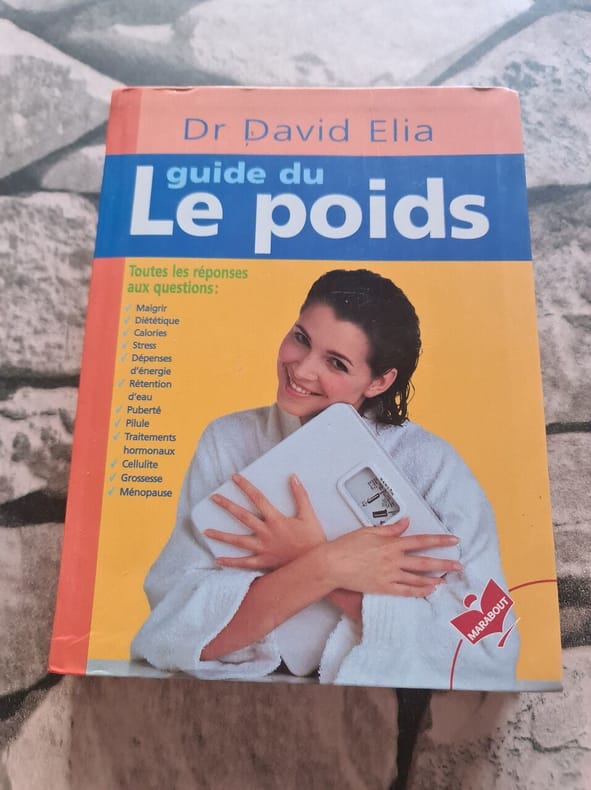 Dr David Elia
guide du
Le poids
Toutes les réponses
aux questions :
✓ Maigrir
✓ Diététique
✓ Calories
✓ Stress
✓ Dépenses
d'énergie
✓ Rétention
d'eau
✓ Puberté
✓ Pilule
✓ Traitements
hormonaux
✓ Cellulite
✓ Grossesse
✓ Ménopause
MARABOUT